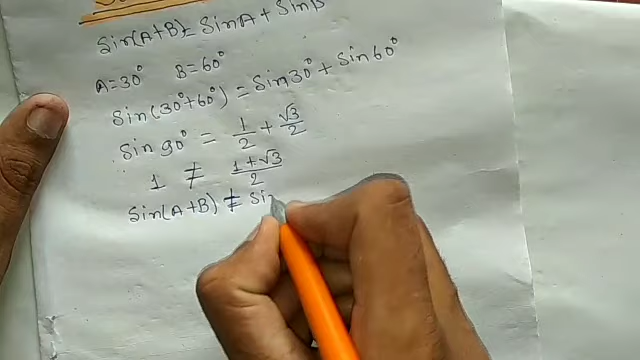 Sin(A+B) = SinA + SinB
A=30° B=60°
Sin(30°+60°) = Sin30° + Sin60°
Sin 90° = 1/2 + √3/2
1 ≠ (1+√3)/2
Sin(A+B) ≠ Sin